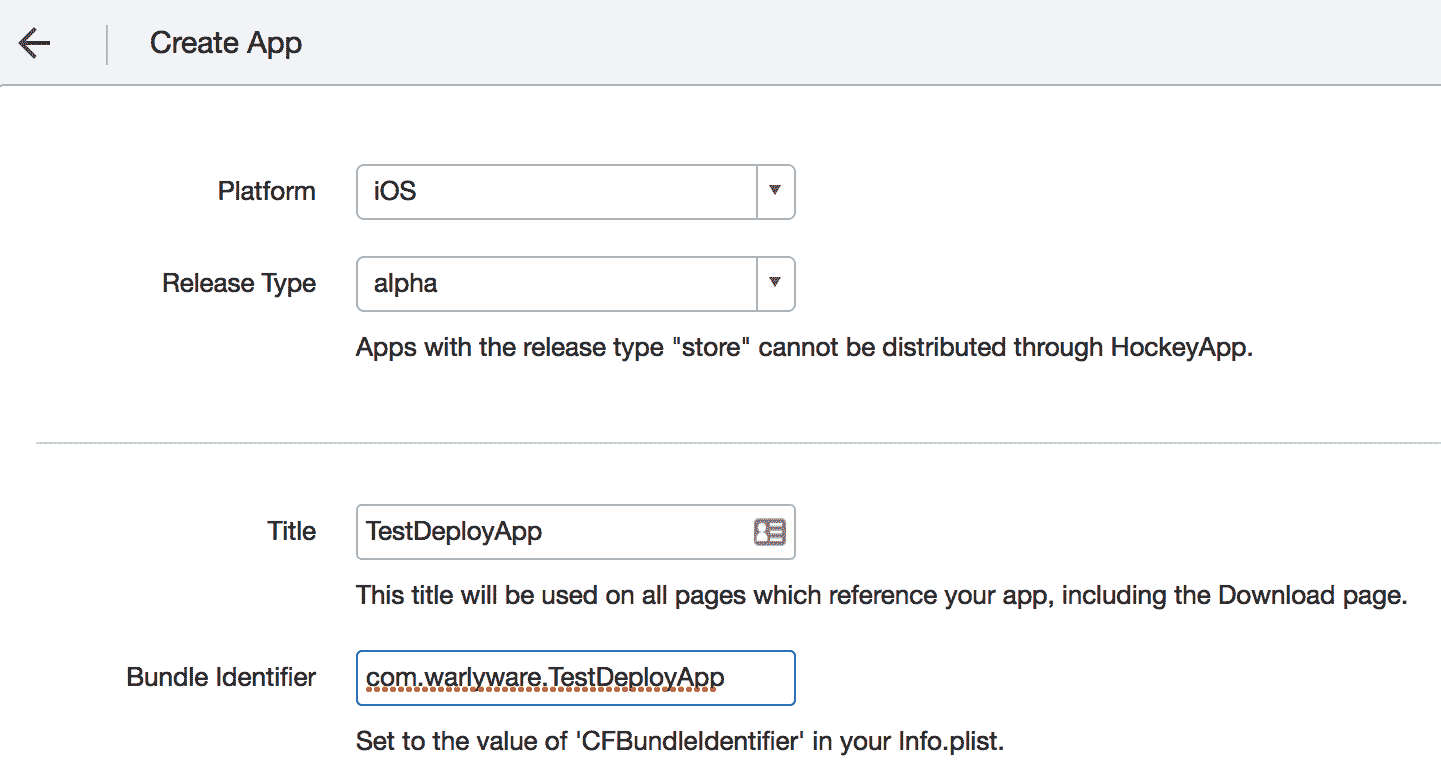 Create App
Platform
iOS
Release Type
alpha
Apps with the release type "store" cannot be distributed through HockeyApp.
Title
TestDeployApp
This title will be used on all pages which reference your app, including the Download page.
Bundle Identifier
com.warlyware.TestDeployApp
Set to the value of 'CFBundleIdentifier' in your Info.plist.